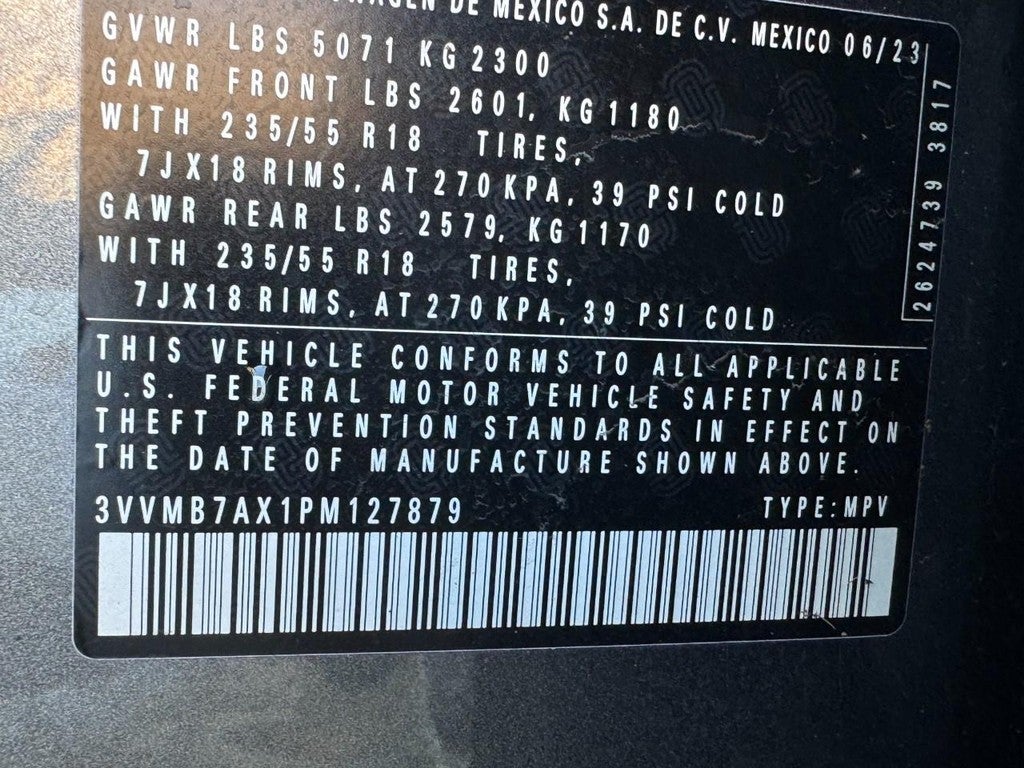 DE MEXICO S.A. DE C.V. MEXICO 06/23
GVWR LBS 5071 KG 2300
GAWR FRONT LBS 2601, KG 1180
WITH 235/55 R18 TIRES,
7JX18 RIMS, AT 270 KPA, 39 PSI COLD
GAWR REAR LBS 2579, KG 1170
WITH 235/55 R18 TIRES,
7JX18 RIMS, AT 270 KPA, 39 PSI COLD
2624739 3817
THIS VEHICLE CONFORMS TO ALL APPLICABLE
U.S. FEDERAL MOTOR VEHICLE SAFETY AND
THEFT PREVENTION STANDARDS IN EFFECT ON
THE DATE OF MANUFACTURE SHOWN ABOVE.
3VVMB7AX1PM127879 TYPE: MPV